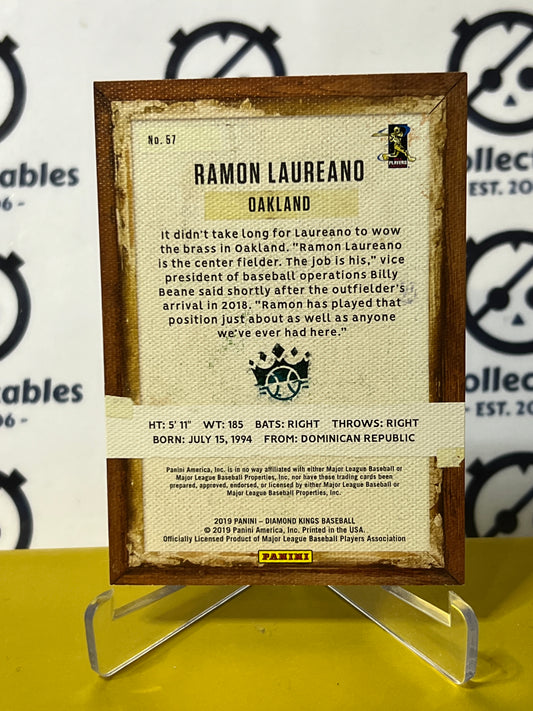 No. 57
PLAYERS
RAMON LAUREANO
OAKLAND
It didn't take long for Laureano to wow
the brass in Oakland. "Ramon Laureano
is the center fielder. The job is his," vice
president of baseball operations Billy
Beane said shortly after the outfielder's
arrival in 2018. "Ramon has played that
position just about as well as anyone
we've ever had here."
HT: 5' 11" WT: 185 BATS: RIGHT THROWS: RIGHT
BORN: JULY 15, 1994 FROM: DOMINICAN REPUBLIC
Panini America, Inc. is in no way affiliated with either Major League Baseball or
Major League Baseball Properties, Inc., nor have these trading cards been
prepared, approved, endorsed, or licensed by either Major League Baseball or
Major League Baseball Properties, Inc.
2019 PANINI – DIAMOND KINGS BASEBALL
© 2019 Panini America, Inc. Printed in the USA.
Officially Licensed Product of Major League Baseball Players Association
PANINI
ables
06 -
Collec
EST. 20
ctables
06 -
Collect
- EST. 20